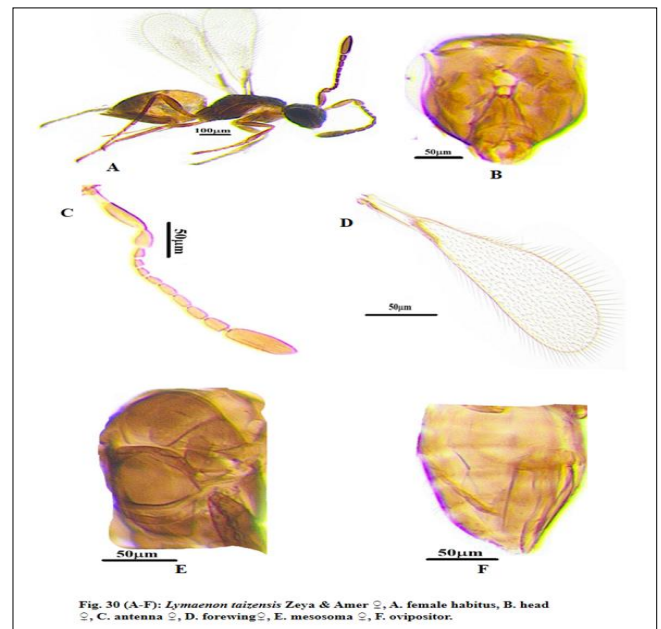 100µm
A
50µm
B
C
50µm
D
50µm
50µm
E
50µm
F
Fig. 30 (A-F): Lymaenon taizensis Zeya & Amer ♀, A. female habitus, B. head
♀, C. antenna ♀, D. forewing♀, E. mesosoma ♀, F. ovipositor.